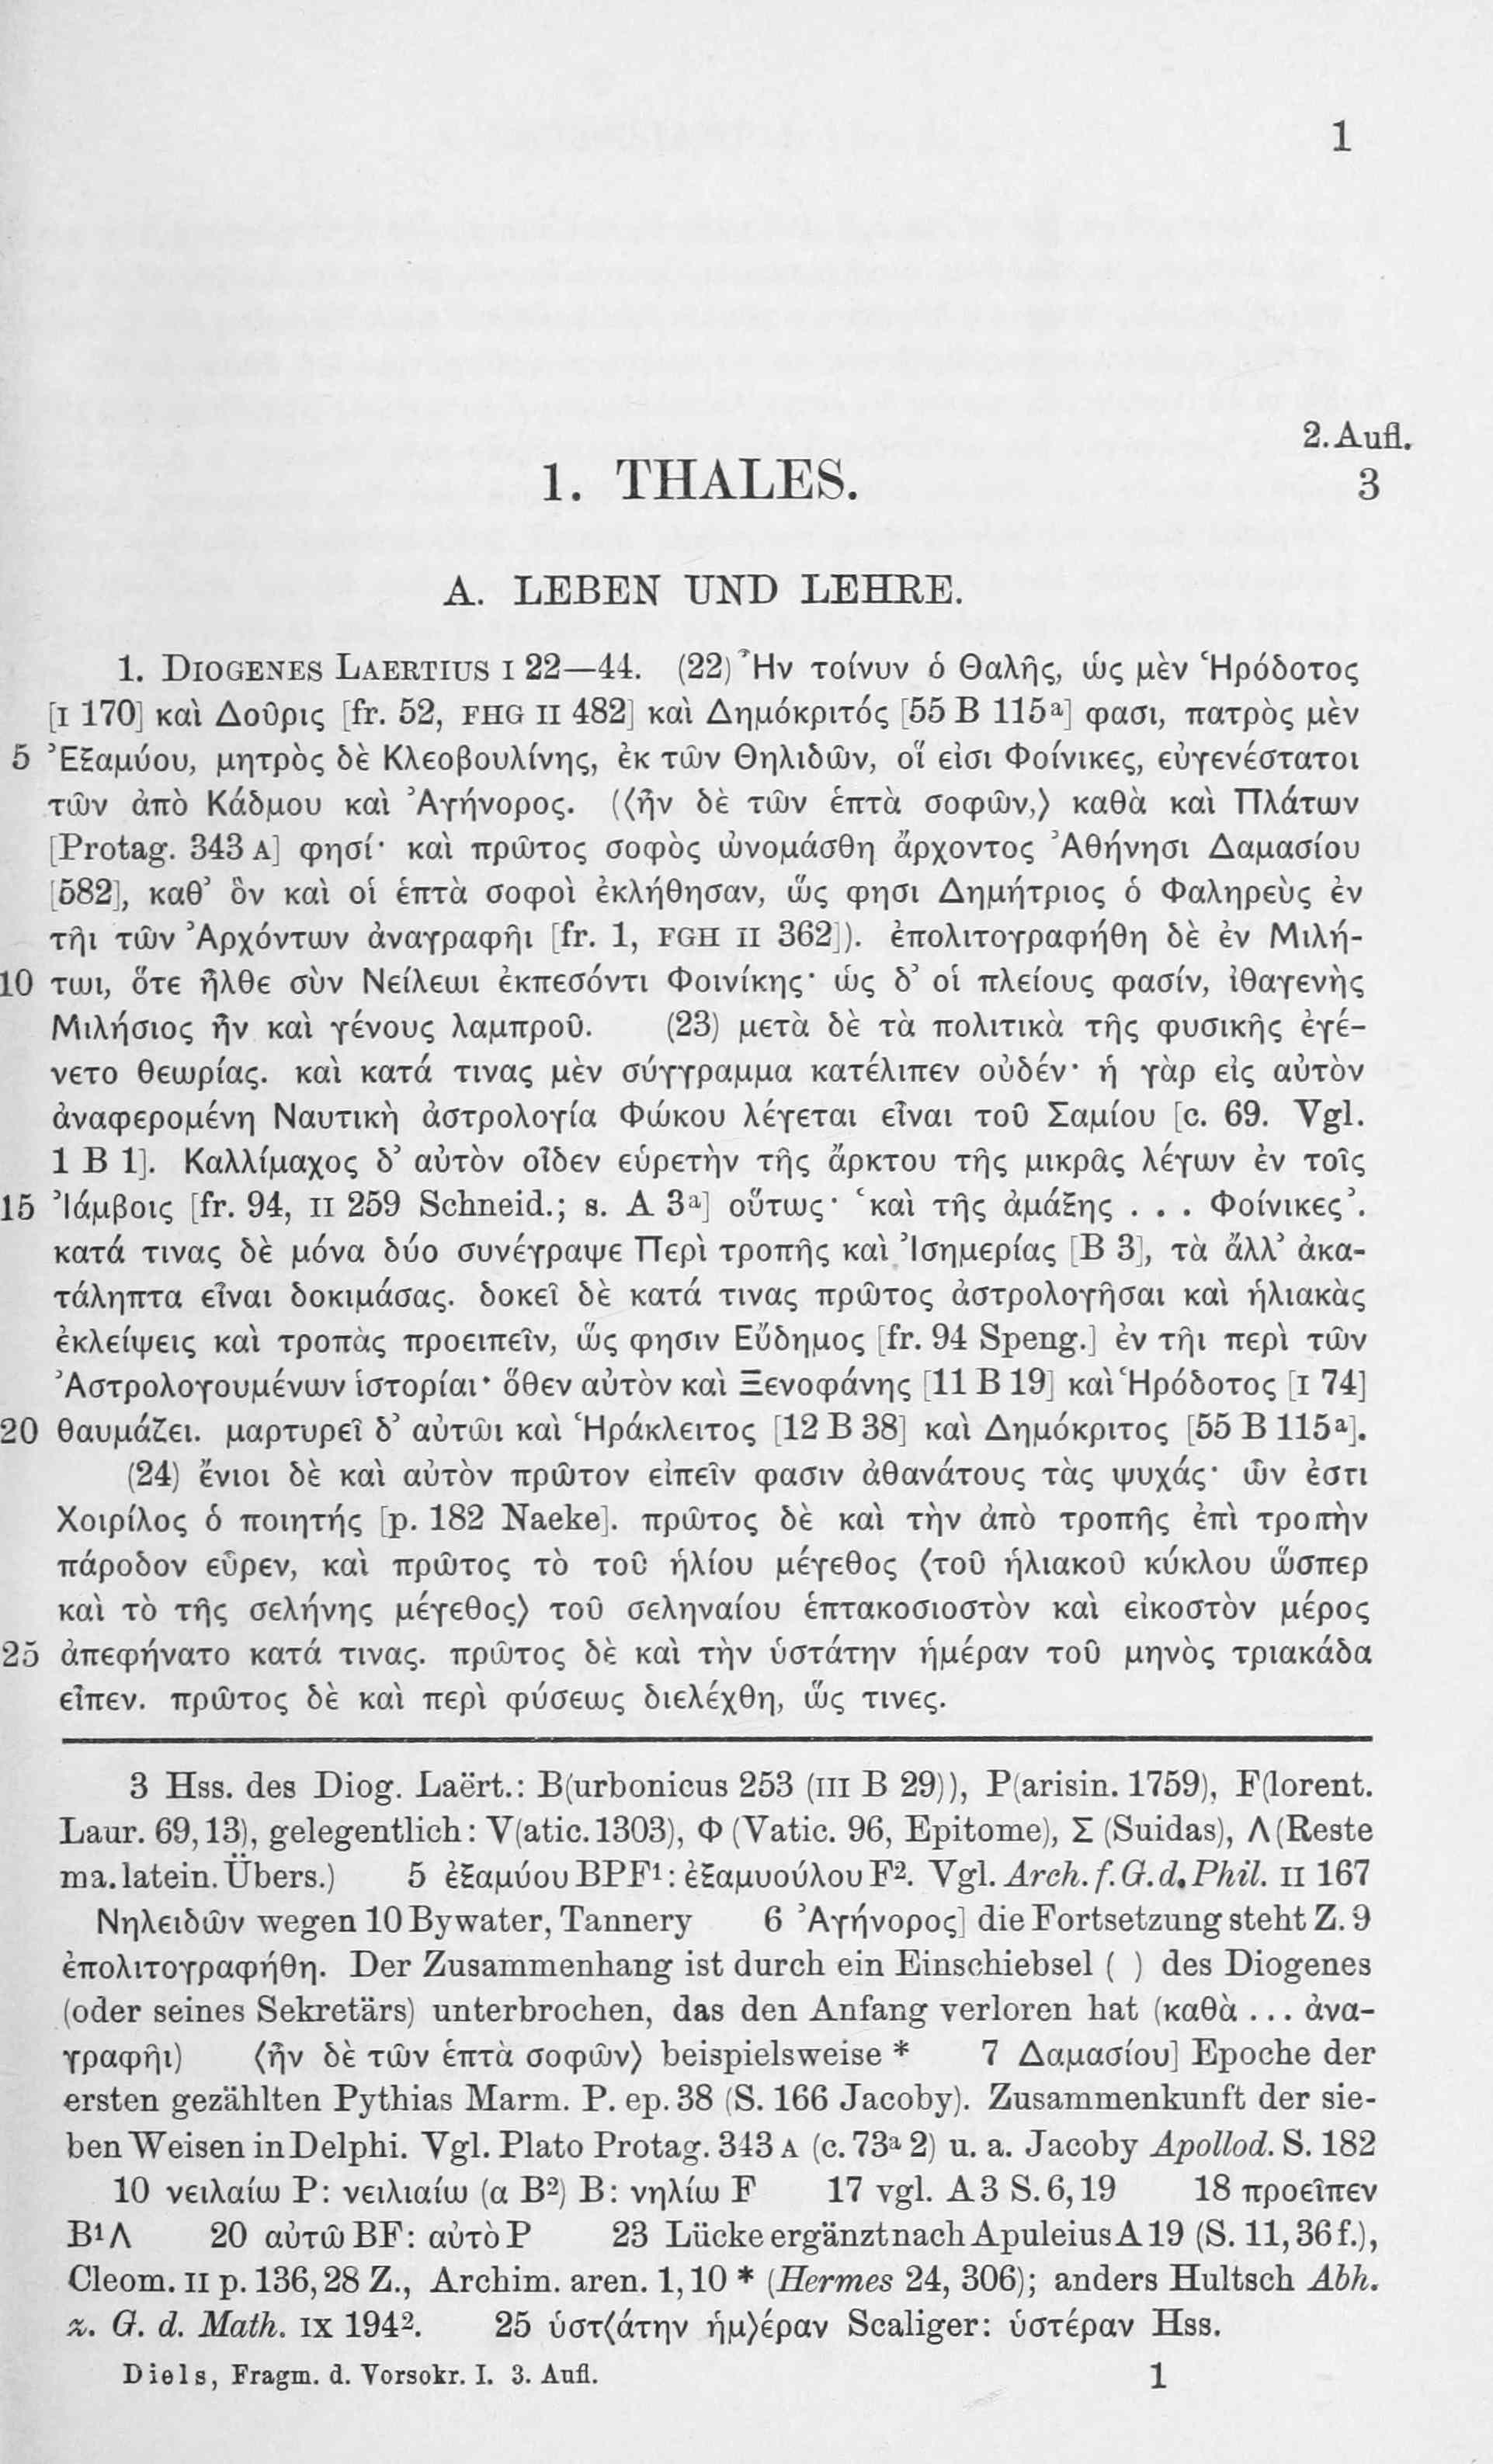 1
2. Aufl.
1. THALES.
3
A. LEBEN UND LEHRE.
1. DIOGENES LAERTIUS I 22—44. (22) Ἦν τοίνυν ὁ Θαλῆς, ὡς μὲν Ἡρόδοτος
[I 170] καὶ Δοῦρις [fr. 52, FHG II 482] καὶ Δημόκριτός [55 B 115ᵃ] φασι, πατρὸς μὲν
5 Ἐξαμύου, μητρὸς δὲ Κλεοβουλίνης, ἐκ τῶν Θηλιδῶν, οἵ εἰσι Φοίνικες, εὐγενέστατοι
τῶν ἀπὸ Κάδμου καὶ Ἀγήνορος. (⟨ἦν δὲ τῶν ἑπτὰ σοφῶν,⟩ καθὰ καὶ Πλάτων
[Protag. 343 A] φησί· καὶ πρῶτος σοφὸς ὠνομάσθη ἄρχοντος Ἀθήνησι Δαμασίου
[582], καθ’ ὃν καὶ οἱ ἑπτὰ σοφοὶ ἐκλήθησαν, ὥς φησι Δημήτριος ὁ Φαληρεὺς ἐν
τῆι τῶν Ἀρχόντων ἀναγραφῆι [fr. 1, FGH II 362]). ἐπολιτογραφήθη δὲ ἐν Μιλή-
10 τωι, ὅτε ἦλθε σὺν Νείλεωι ἐκπεσόντι Φοινίκης· ὡς δ’ οἱ πλείους φασίν, ἰθαγενὴς
Μιλήσιος ἦν καὶ γένους λαμπροῦ. (23) μετὰ δὲ τὰ πολιτικὰ τῆς φυσικῆς ἐγέ-
νετο θεωρίας. καὶ κατά τινας μὲν σύγγραμμα κατέλιπεν οὐδέν· ἡ γὰρ εἰς αὐτὸν
ἀναφερομένη Ναυτικὴ ἀστρολογία Φώκου λέγεται εἶναι τοῦ Σαμίου [c. 69. Vgl.
1 B 1]. Καλλίμαχος δ’ αὐτὸν οἶδεν εὑρετὴν τῆς ἄρκτου τῆς μικρᾶς λέγων ἐν τοῖς
15 Ἰάμβοις [fr. 94, II 259 Schneid.; s. A 3ᵃ] οὕτως· ‘καὶ τῆς ἁμάξης . . . Φοίνικες’.
κατά τινας δὲ μόνα δύο συνέγραψε Περὶ τροπῆς καὶ Ἰσημερίας [B 3], τὰ ἄλλ’ ἀκα-
τάληπτα εἶναι δοκιμάσας. δοκεῖ δὲ κατά τινας πρῶτος ἀστρολογῆσαι καὶ ἡλιακὰς
ἐκλείψεις καὶ τροπὰς προειπεῖν, ὥς φησιν Εὔδημος [fr. 94 Speng.] ἐν τῆι περὶ τῶν
Ἀστρολογουμένων ἱστορίαι· ὅθεν αὐτὸν καὶ Ξενοφάνης [11 B 19] καὶ Ἡρόδοτος [I 74]
20 θαυμάζει. μαρτυρεῖ δ’ αὐτῶι καὶ Ἡράκλειτος [12 B 38] καὶ Δημόκριτος [55 B 115ᵃ].
(24) ἔνιοι δὲ καὶ αὐτὸν πρῶτον εἰπεῖν φασιν ἀθανάτους τὰς ψυχάς· ὧν ἐστι
Χοιρίλος ὁ ποιητής [p. 182 Naeke]. πρῶτος δὲ καὶ τὴν ἀπὸ τροπῆς ἐπὶ τροπὴν
πάροδον εὗρεν, καὶ πρῶτος τὸ τοῦ ἡλίου μέγεθος ⟨τοῦ ἡλιακοῦ κύκλου ὥσπερ
καὶ τὸ τῆς σελήνης μέγεθος⟩ τοῦ σεληναίου ἑπτακοσιοστὸν καὶ εἰκοστὸν μέρος
25 ἀπεφήνατο κατά τινας. πρῶτος δὲ καὶ τὴν ὑστάτην ἡμέραν τοῦ μηνὸς τριακάδα
εἶπεν. πρῶτος δὲ καὶ περὶ φύσεως διελέχθη, ὥς τινες.
3 Hss. des Diog. Laërt.: B(urbonicus 253 (III B 29)), P(arisin. 1759), F(lorent.
Laur. 69,13), gelegentlich: V(atic. 1303), Φ (Vatic. 96, Epitome), Σ (Suidas), Λ (Reste
ma. latein. Übers.) 5 ἐξαμύου BPF¹: ἐξαμυούλου F². Vgl. Arch. f. G. d. Phil. II 167
Νηλειδῶν wegen 10 Bywater, Tannery 6 Ἀγήνορος] die Fortsetzung steht Z. 9
ἐπολιτογραφήθη. Der Zusammenhang ist durch ein Einschiebsel ( ) des Diogenes
(oder seines Sekretärs) unterbrochen, das den Anfang verloren hat (καθὰ ... ἀνα-
γραφῆι) ⟨ἦν δὲ τῶν ἑπτὰ σοφῶν⟩ beispielsweise * 7 Δαμασίου] Epoche der
ersten gezählten Pythias Marm. P. ep. 38 (S. 166 Jacoby). Zusammenkunft der sie-
ben Weisen in Delphi. Vgl. Plato Protag. 343 A (c. 73ᵃ 2) u. a. Jacoby Apollod. S. 182
10 νειλαίω P: νειλιαίω (α B²) B: νηλίω F 17 vgl. A 3 S. 6,19 18 προεῖπεν
B¹Λ 20 αὐτῶ BF: αὐτὸ P 23 Lücke ergänzt nach Apuleius A 19 (S. 11,36 f.),
Cleom. II p. 136,28 Z., Archim. aren. 1,10 * (Hermes 24, 306); anders Hultsch Abh.
z. G. d. Math. IX 194². 25 ὑστ⟨άτην ἡμ⟩έραν Scaliger: ὑστέραν Hss.
Diels, Fragm. d. Vorsokr. I. 3. Aufl. 1